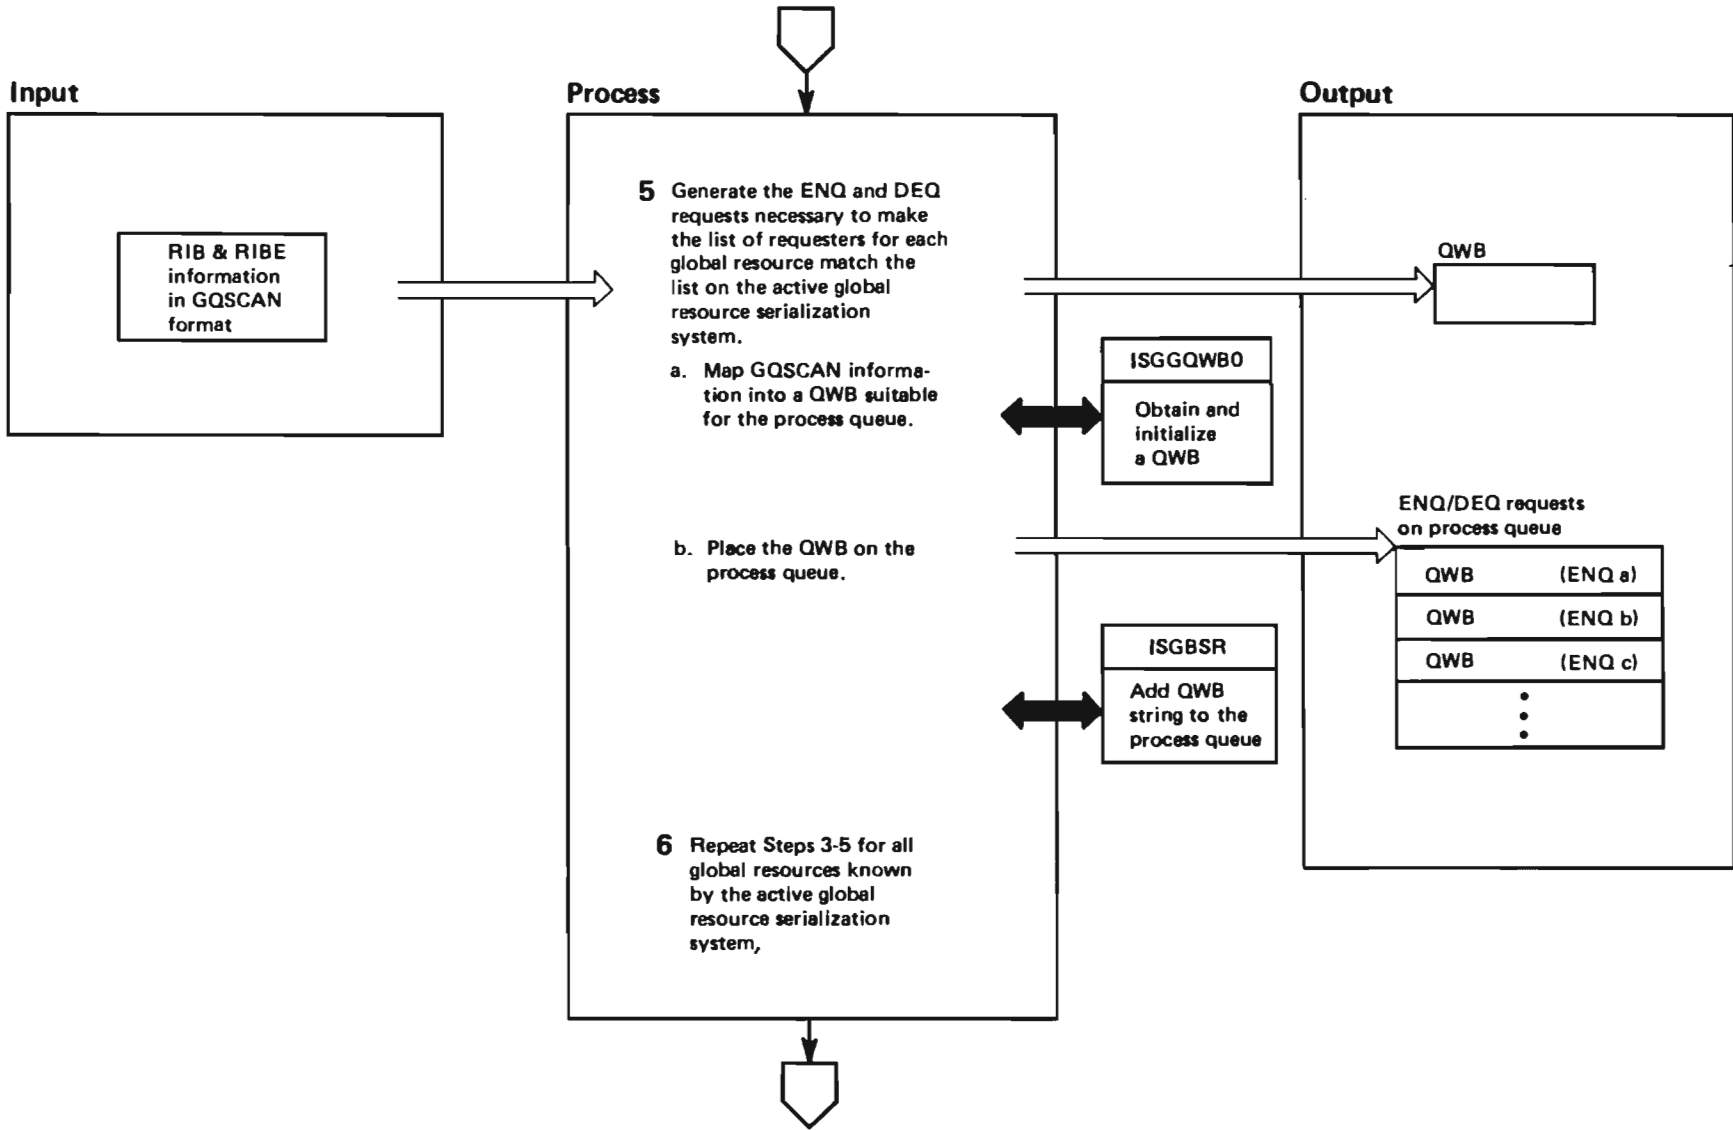 Input
Process
Output
RIB & RIBE
information
in GQSCAN
format
5 Generate the ENQ and DEQ
requests necessary to make
the list of requesters for each
global resource match the
list on the active global
resource serialization
system.
a. Map GQSCAN informa-
tion into a QWB suitable
for the process queue.
b. Place the QWB on the
process queue.
6 Repeat Steps 3-5 for all
global resources known
by the active global
resource serialization
system,
ISGGQWB0
Obtain and
initialize
a QWB
ISGBSR
Add QWB
string to the
process queue
QWB
ENQ/DEQ requests
on process queue
QWB (ENQ a)
QWB (ENQ b)
QWB (ENQ c)